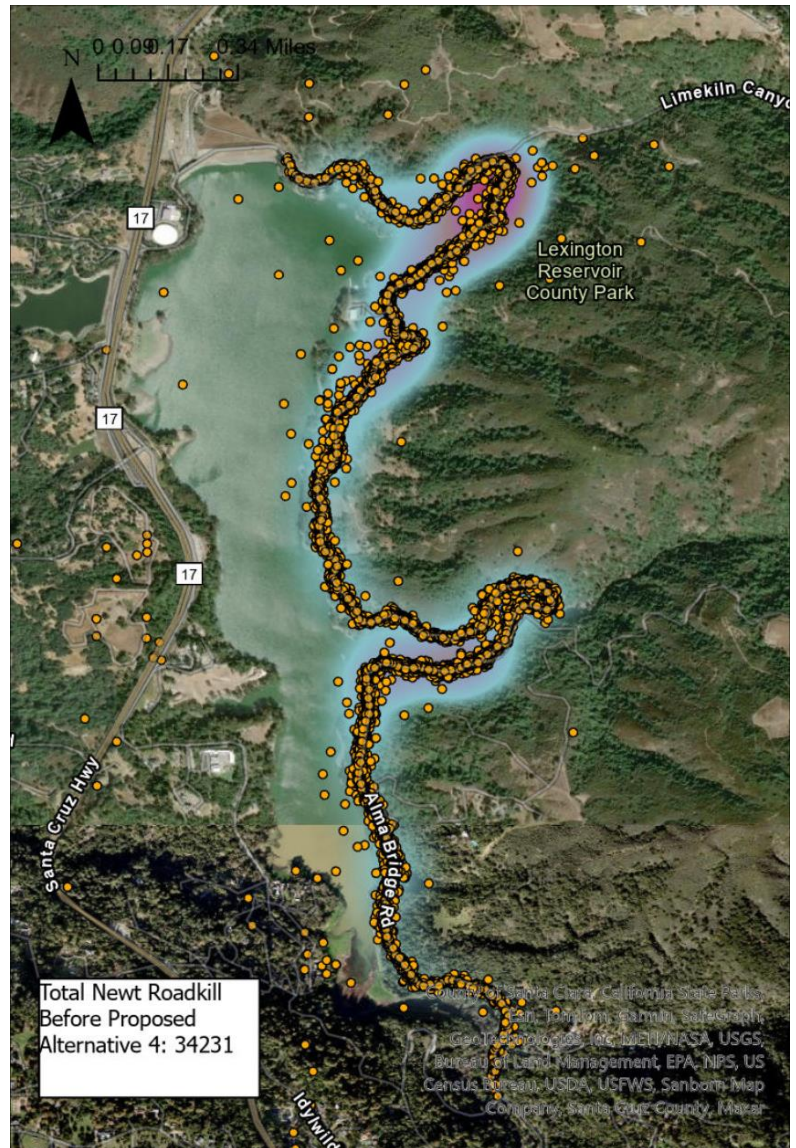 N
0 0.09 0.17 0.34 Miles
Limekiln Canyo
17
Lexington
Reservoir
County Park
17
17
Santa Cruz Hwy
Alma Bridge Rd
Total Newt Roadkill
Before Proposed
Alternative 4: 34231
County of Santa Clara, California State Parks,
Esri, TomTom, Garmin, SafeGraph,
GeoTechnologies, Inc, METI/NASA, USGS,
Bureau of Land Management, EPA, NPS, US
Census Bureau, USDA, USFWS, Sanborn Map
Company, Santa Cruz County, Maxar
Idylwild